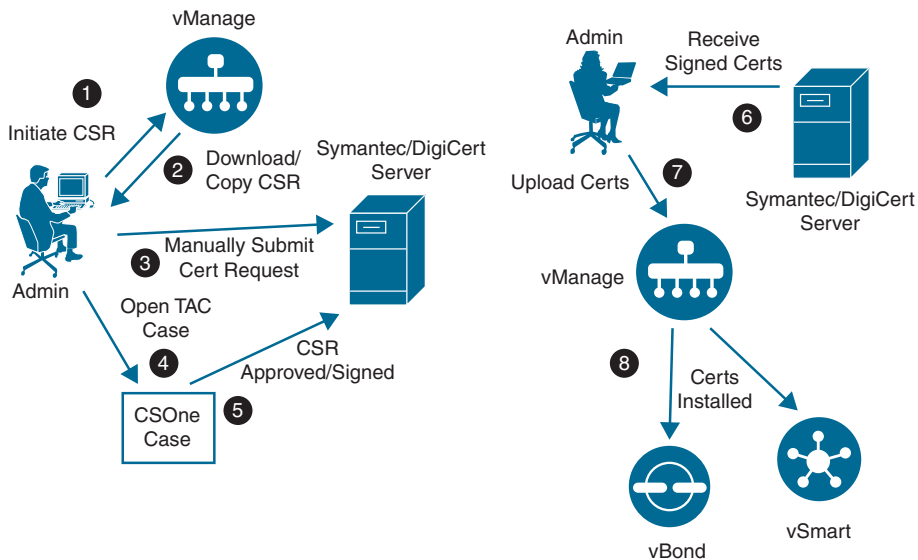 vManage
1
Initiate CSR
2
Download/
Copy CSR
Symantec/DigiCert
Server
3
Manually Submit
Cert Request
Admin
Open TAC
Case
4
CSR
Approved/Signed
5
CSOne
Case
Admin
Receive
Signed Certs
6
Upload Certs
7
Symantec/DigiCert
Server
vManage
8
Certs
Installed
vBond
vSmart